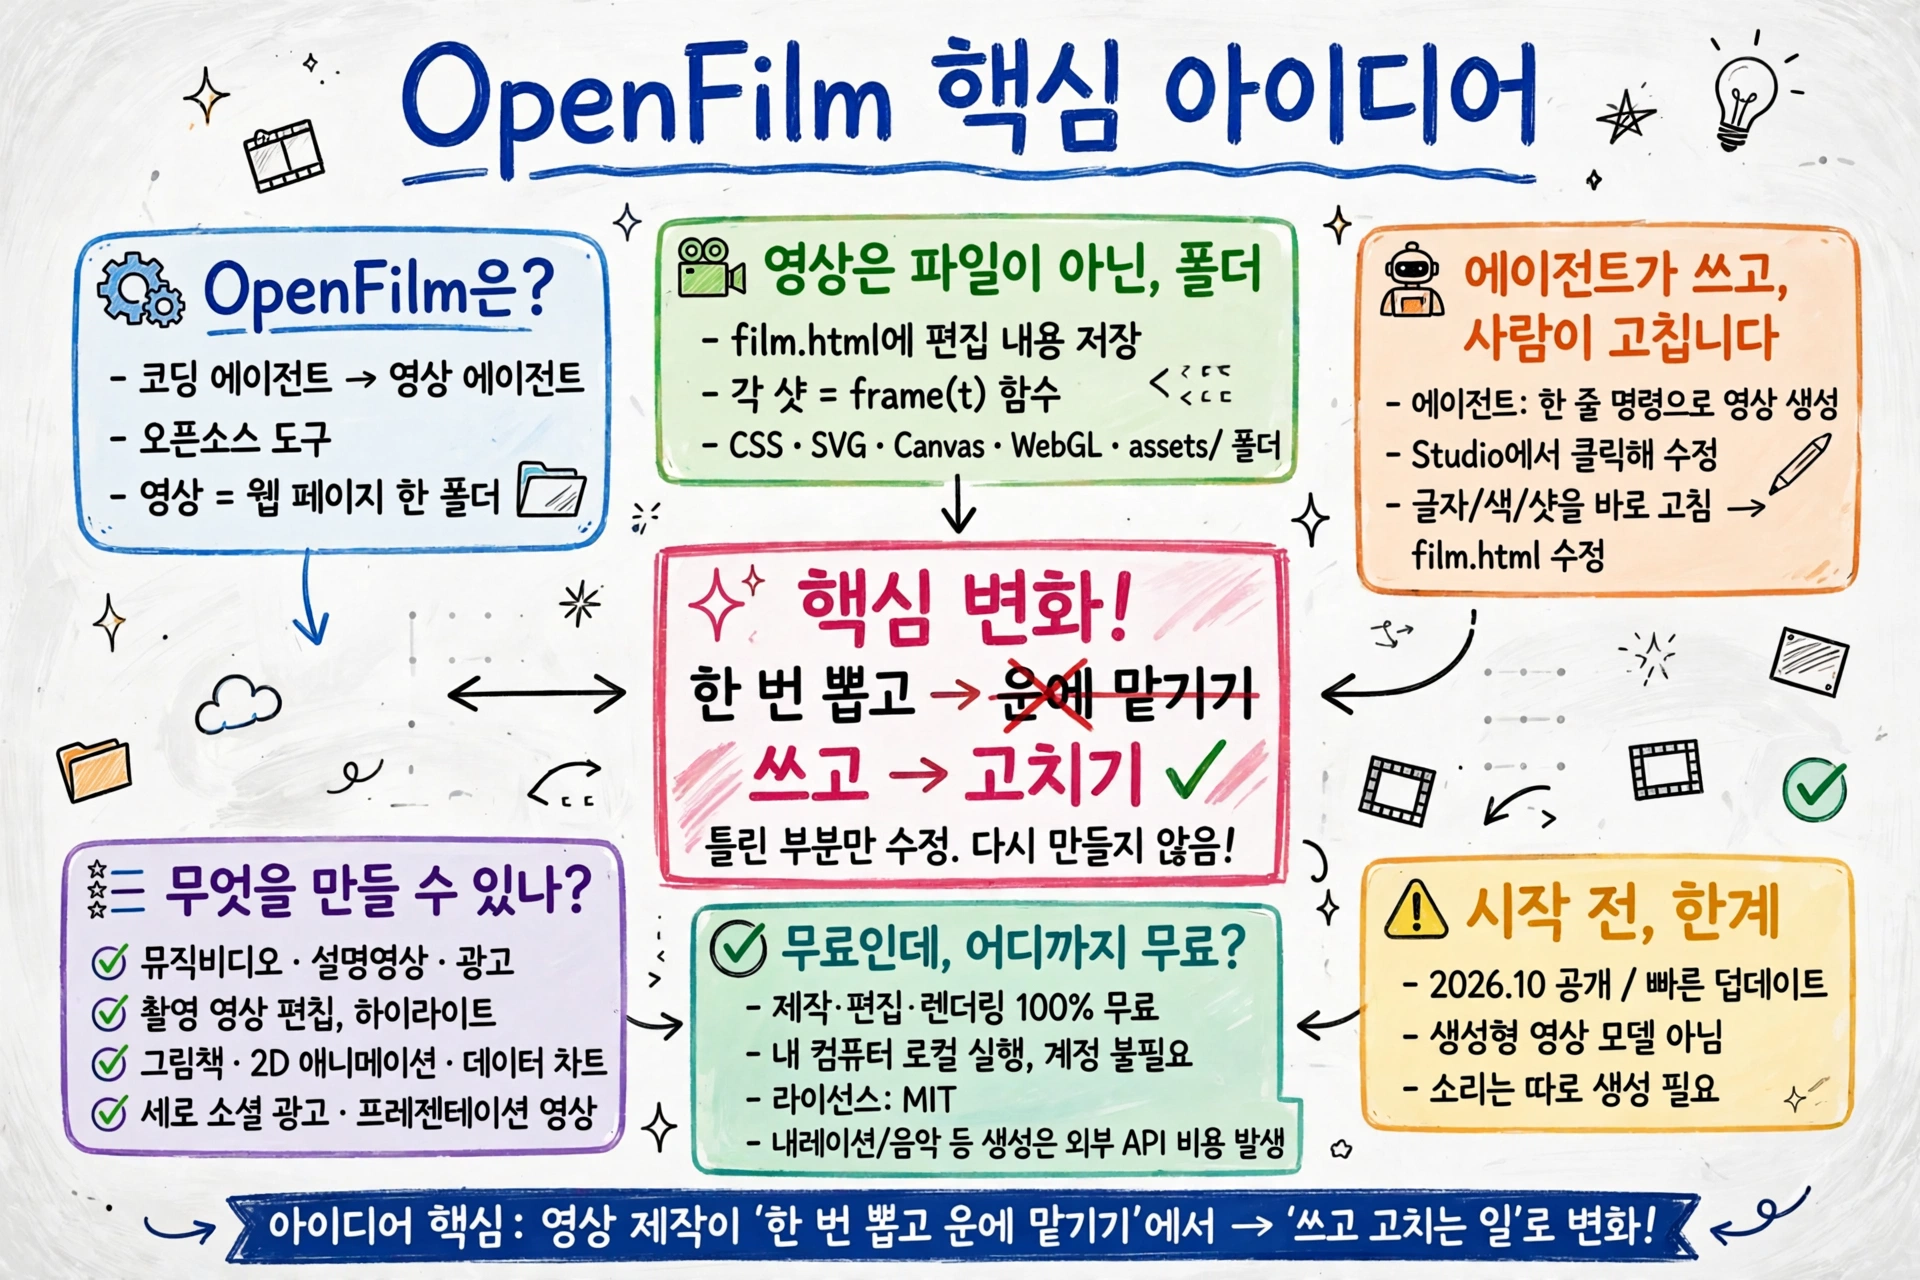 OpenFilm 핵심 아이디어
OpenFilm은?
- 코딩 에이전트 → 영상 에이전트
- 오픈소스 도구
- 영상 = 웹 페이지 한 폴더
영상은 파일이 아닌, 폴더
- film.html에 편집 내용 저장
- 각 샷 = frame(t) 함수
- CSS · SVG · Canvas · WebGL · assets/ 폴더
에이전트가 쓰고,
사람이 고칩니다
- 에이전트: 한 줄 명령으로 영상 생성
- Studio에서 클릭해 수정
- 글자/색/샷을 바로 고침 →
film.html 수정
핵심 변화!
한 번 뽑고 → 운에 맡기기
쓰고 → 고치기
틀린 부분만 수정. 다시 만들지 않음!
무엇을 만들 수 있나?
뮤직비디오 · 설명영상 · 광고
촬영 영상 편집, 하이라이트
그림책 · 2D 애니메이션 · 데이터 차트
세로 소셜 광고 · 프레젠테이션 영상
무료인데, 어디까지 무료?
- 제작·편집·렌더링 100% 무료
- 내 컴퓨터 로컬 실행, 계정 불필요
- 라이선스: MIT
- 내레이션/음악 등 생성은 외부 API 비용 발생
시작 전, 한계
- 2026.10 공개 / 빠른 덥데이트
- 생성형 영상 모델 아님
- 소리는 따로 생성 필요
아이디어 핵심: 영상 제작이 '한 번 뽑고 운에 맡기기'에서 → '쓰고 고치는 일'로 변화!